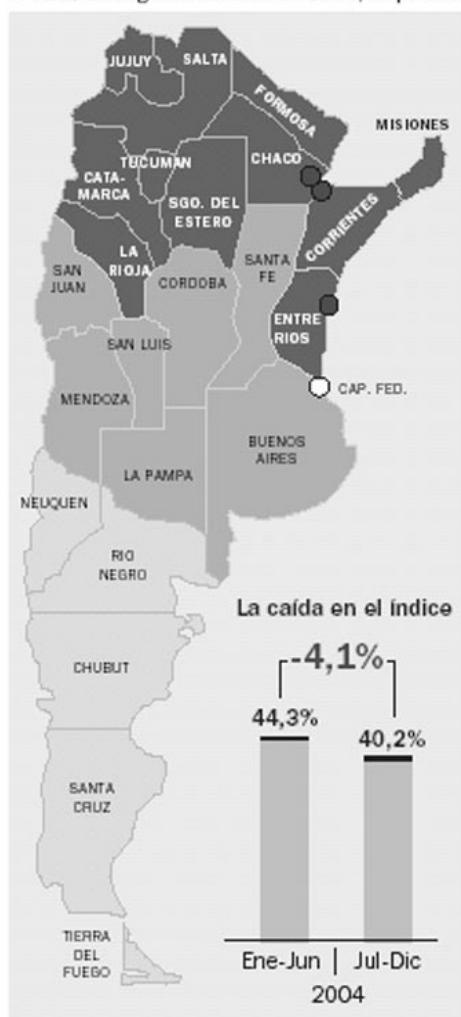 JUJUY
SALTA
FORMOSA
MISIONES
CHACO
TUCUMAN
CATA-
MARCA
SGO. DEL
ESTERO
CORRIENTES
LA
RIOJA
SANTA
FE
SAN
JUAN
CORDOBA
ENTRE
RIOS
SAN LUIS
CAP. FED.
MENDOZA
BUENOS
AIRES
LA PAMPA
NEUQUEN
RIO
NEGRO
La caída en el índice
-4,1%
CHUBUT
44,3%
40,2%
SANTA
CRUZ
TIERRA
DEL
FUEGO
Ene-Jun | Jul-Dic
2004